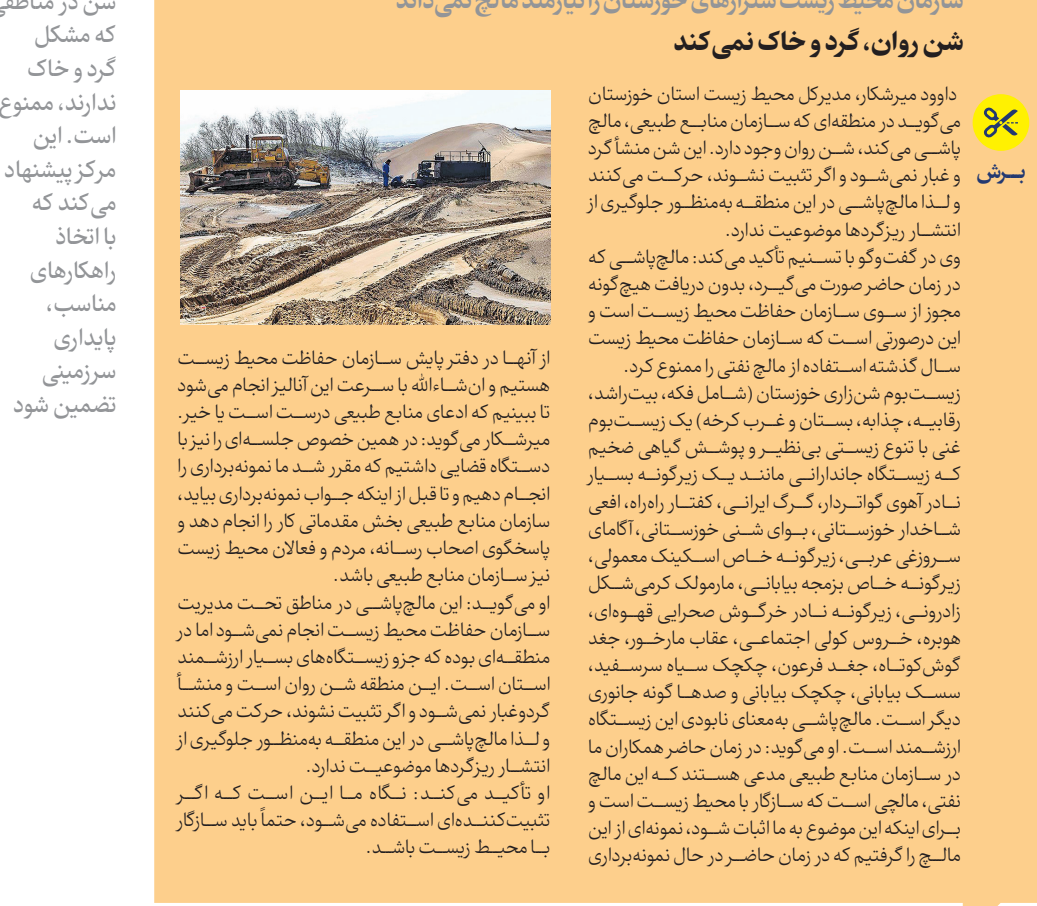 سازمان محیط زیست شنزارهای خوزستان را نیازمند مالچ نمی‌داند
شن روان، گرد و خاک نمی‌کند
برش
داوود میرشکار، مدیرکل محیط زیست استان خوزستان
می‌گوید در منطقه‌ای که سازمان منابع طبیعی، مالچ
پاشی می‌کند، شن روان وجود دارد. این شن منشأ گرد
و غبار نمی‌شود و اگر تثبیت نشوند، حرکت می‌کنند
و لذا مالچ‌پاشی در این منطقه به‌منظور جلوگیری از
انتشار ریزگردها موضوعیت ندارد.
وی در گفت‌وگو با تسنیم تأکید می‌کند: مالچ‌پاشی که
در زمان حاضر صورت می‌گیرد، بدون دریافت هیچ‌گونه
مجوز از سوی سازمان حفاظت محیط زیست است و
این درصورتی است که سازمان حفاظت محیط زیست
سال گذشته استفاده از مالچ نفتی را ممنوع کرد.
زیست‌بوم شن‌زاری خوزستان (شامل فکه، بیت‌راشد،
رقابیه، چذابه، بستان و غرب کرخه) یک زیست‌بوم
غنی با تنوع زیستی بی‌نظیر و پوشش گیاهی ضخیم
که زیستگاه جاندارانی مانند یک زیرگونه بسیار
نادر آهوی گواتردار، گرگ ایرانی، کفتار راه‌راه، افعی
شاخدار خوزستانی، بوای شنی خوزستانی، آگامای
سروزغی عربی، زیرگونه خاص اسکینک معمولی،
زیرگونه خاص بزمجه بیابانی، مارمولک کرمی‌شکل
زادرونی، زیرگونه نادر خرگوش صحرایی قهوه‌ای،
هوبره، خروس کولی اجتماعی، عقاب مارخور، جغد
گوش‌کوتاه، جغد فرعون، چکچک سیاه سرسفید،
سسک بیابانی، چکچک بیابانی و صدها گونه جانوری
دیگر است. مالچ‌پاشی به‌معنای نابودی این زیستگاه
ارزشمند است. او می‌گوید: در زمان حاضر همکاران ما
در سازمان منابع طبیعی مدعی هستند که این مالچ
نفتی، مالچی است که سازگار با محیط زیست است و
برای اینکه این موضوع به ما اثبات شود، نمونه‌ای از این
مالچ را گرفتیم که در زمان حاضر در حال نمونه‌برداری
از آنها در دفتر پایش سازمان حفاظت محیط زیست
هستیم و ان‌شاءالله با سرعت این آنالیز انجام می‌شود
تا ببینیم که ادعای منابع طبیعی درست است یا خیر.
میرشکار می‌گوید: در همین خصوص جلسه‌ای را نیز با
دستگاه قضایی داشتیم که مقرر شد ما نمونه‌برداری را
انجام دهیم و تا قبل از اینکه جواب نمونه‌برداری بیاید،
سازمان منابع طبیعی بخش مقدماتی کار را انجام دهد و
پاسخگوی اصحاب رسانه، مردم و فعالان محیط زیست
نیز سازمان منابع طبیعی باشد.
او می‌گوید: این مالچ‌پاشی در مناطق تحت مدیریت
سازمان حفاظت محیط زیست انجام نمی‌شود اما در
منطقه‌ای بوده که جزو زیستگاه‌های بسیار ارزشمند
استان است. این منطقه شن روان است و منشأ
گردوغبار نمی‌شود و اگر تثبیت نشوند، حرکت می‌کنند
و لذا مالچ‌پاشی در این منطقه به‌منظور جلوگیری از
انتشار ریزگردها موضوعیت ندارد.
او تأکید می‌کند: نگاه ما این است که اگر
تثبیت‌کننده‌ای استفاده می‌شود، حتماً باید سازگار
با محیط زیست باشد.
شن در مناطقی
که مشکل
گرد و خاک
ندارند، ممنوع
است. این
مرکز پیشنهاد
می‌کند که
با اتخاذ
راهکارهای
مناسب،
پایداری
سرزمینی
تضمین شود